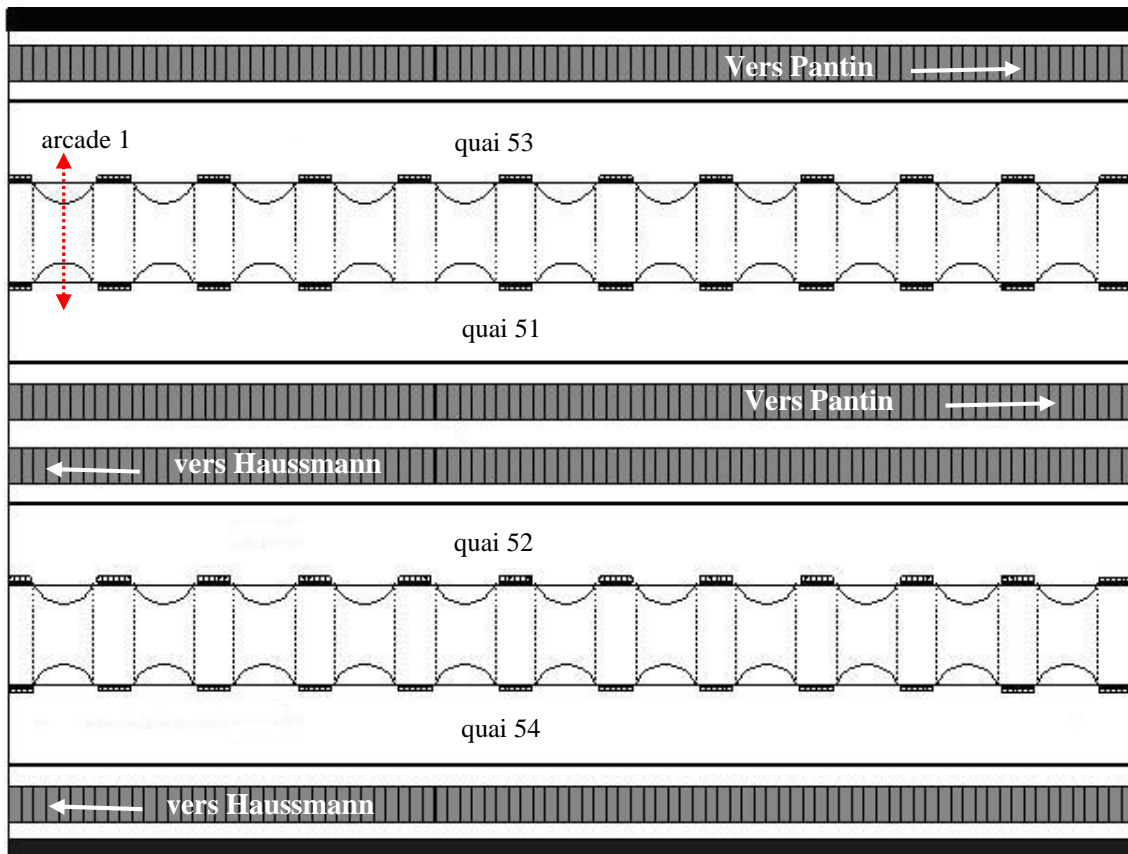 Vers Pantin
arcade 1
quai 53
quai 51
Vers Pantin
vers Haussmann
quai 52
quai 54
vers Haussmann